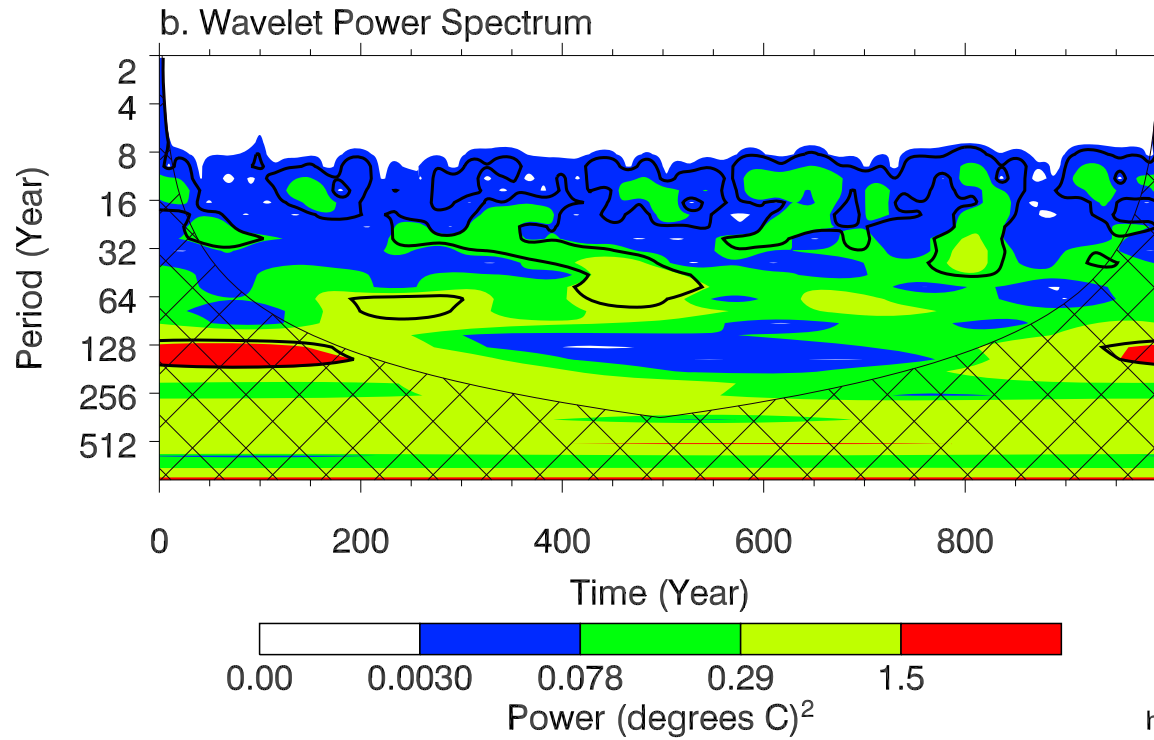 b. Wavelet Power Spectrum
2
4
8
16
32
64
128
256
512
Period (Year)
0 200 400 600 800
Time (Year)
0.00 0.0030 0.078 0.29 1.5
Power (degrees C)²